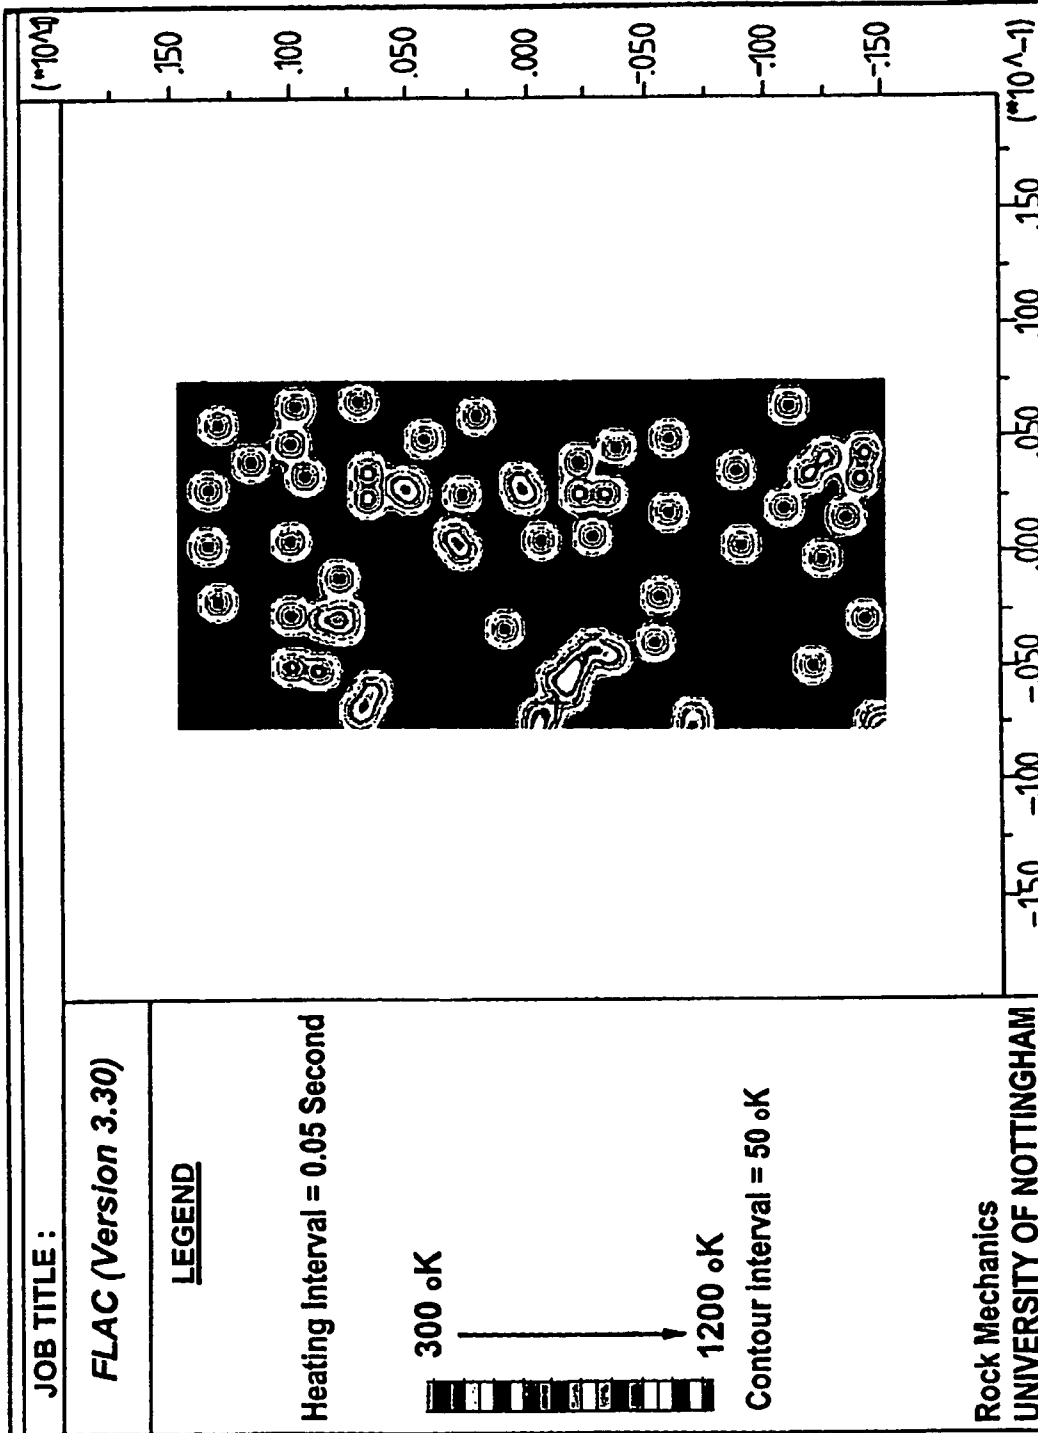 JOB TITLE :
FLAC (Version 3.30)
LEGEND
Heating Interval = 0.05 Second
300 oK
1200 oK
Contour interval = 50 oK
Rock Mechanics
UNIVERSITY OF NOTTINGHAM
.150
.100
.050
.000
-.050
-.100
-.150
-.150 -.100 -.050 .000 .050 .100 .150 (*10^-1)